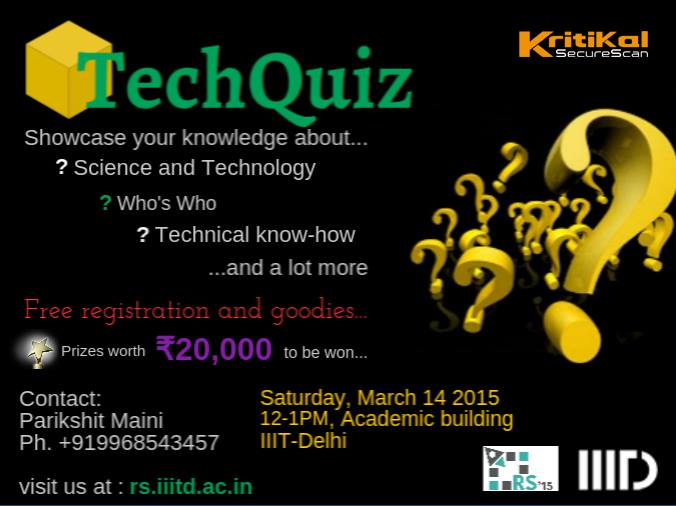 TechQuiz
KritiKal
SecureScan
Showcase your knowledge about...
? Science and Technology
? Who's Who
? Technical know-how
...and a lot more
Free registration and goodies...
Prizes worth ₹20,000 to be won...
Contact:
Parikshit Maini
Ph. +919968543457
Saturday, March 14 2015
12-1PM, Academic building
IIIT-Delhi
visit us at : rs.iiitd.ac.in
RS'15
IIITD